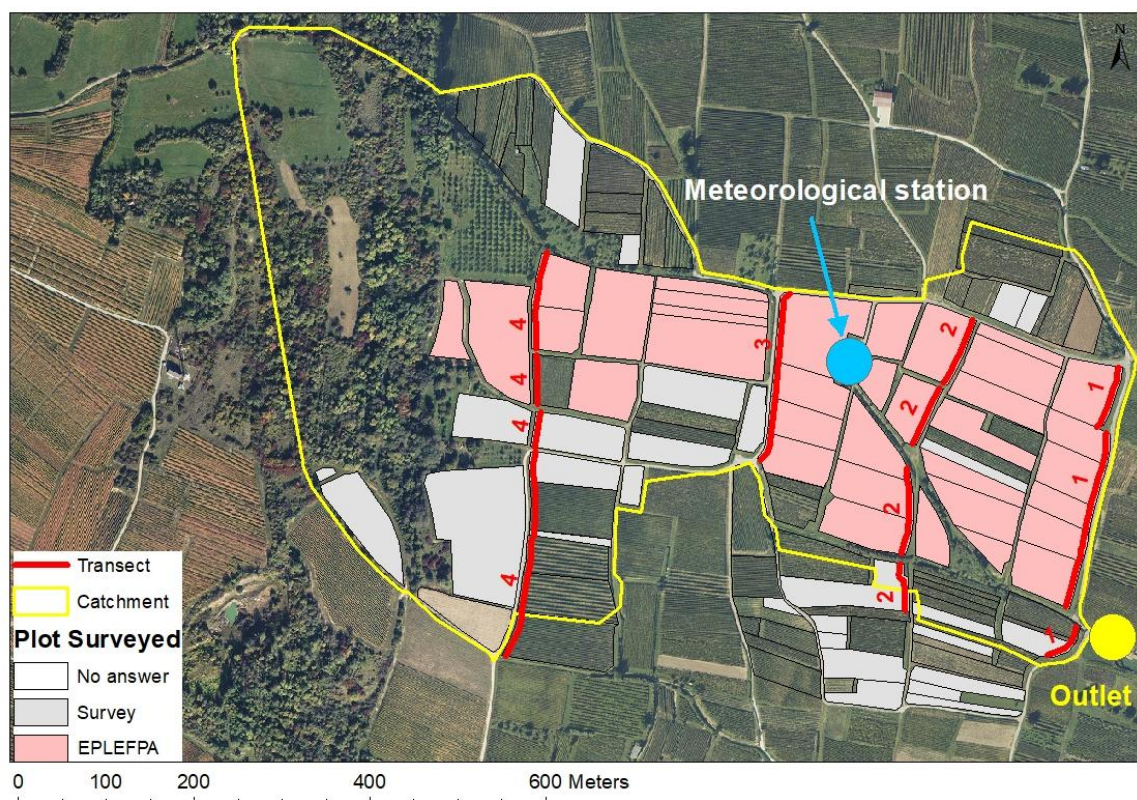 N
Meteorological station
3
2
4
1
4
2
4
1
2
4
2
1
Outlet
Transect
Catchment
Plot Surveyed
No answer
Survey
EPLEFPA
0 100 200 400 600 Meters